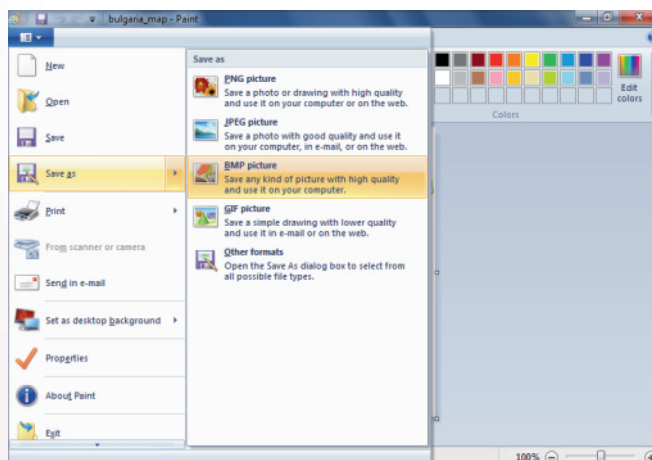 bulgaria_map - Paint
New
Open
Save
Save as
Print
From scanner or camera
Send in e-mail
Set as desktop background
Properties
About Paint
Exit
Save as
PNG picture
Save a photo or drawing with high quality
and use it on your computer or on the web.
JPEG picture
Save a photo with good quality and use it
on your computer, in e-mail, or on the web.
BMP picture
Save any kind of picture with high quality
and use it on your computer.
GIF picture
Save a simple drawing with lower quality
and use it in e-mail or on the web.
Other formats
Open the Save As dialog box to select from
all possible file types.
Edit
colors
Colors
100%